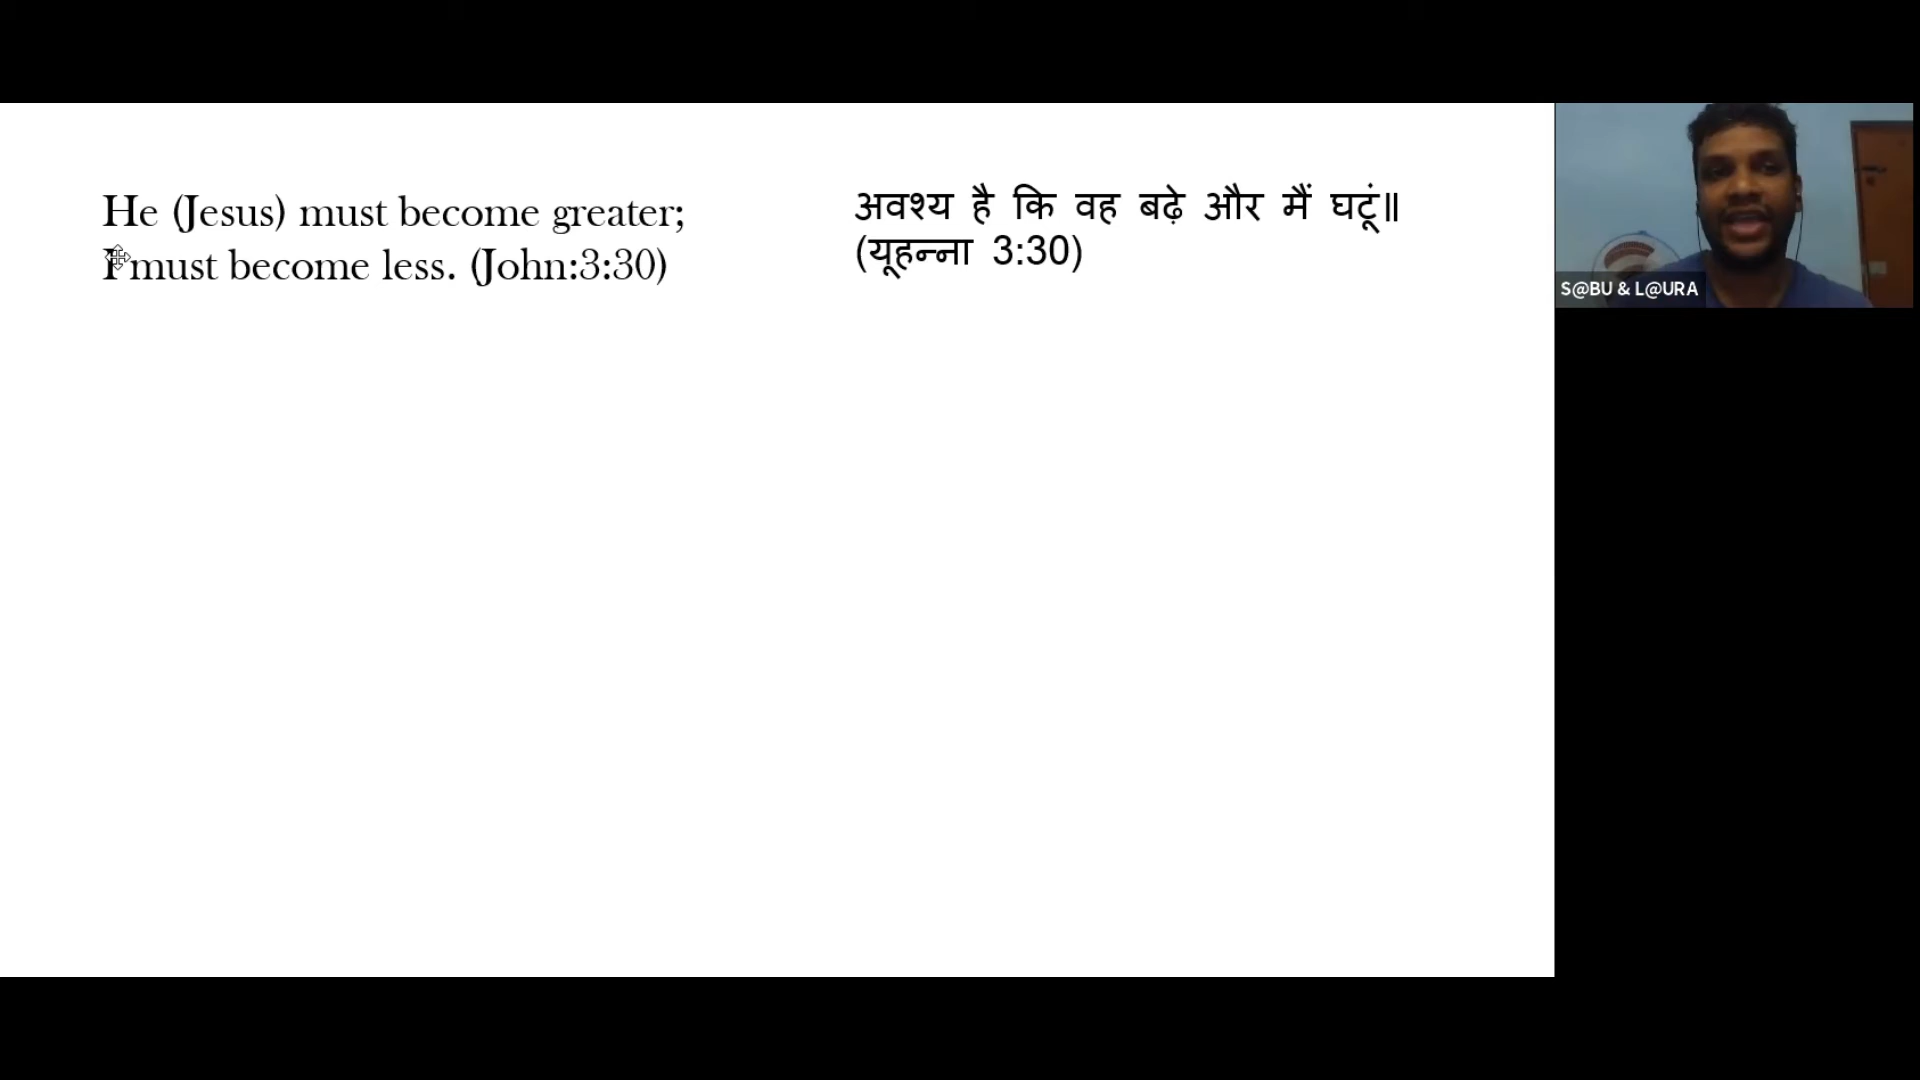 He (Jesus) must become greater;
I must become less. (John:3:30)
अवश्य है कि वह बढ़े और मैं घटूं॥
(यूहन्ना 3:30)
S@BU & L@URA